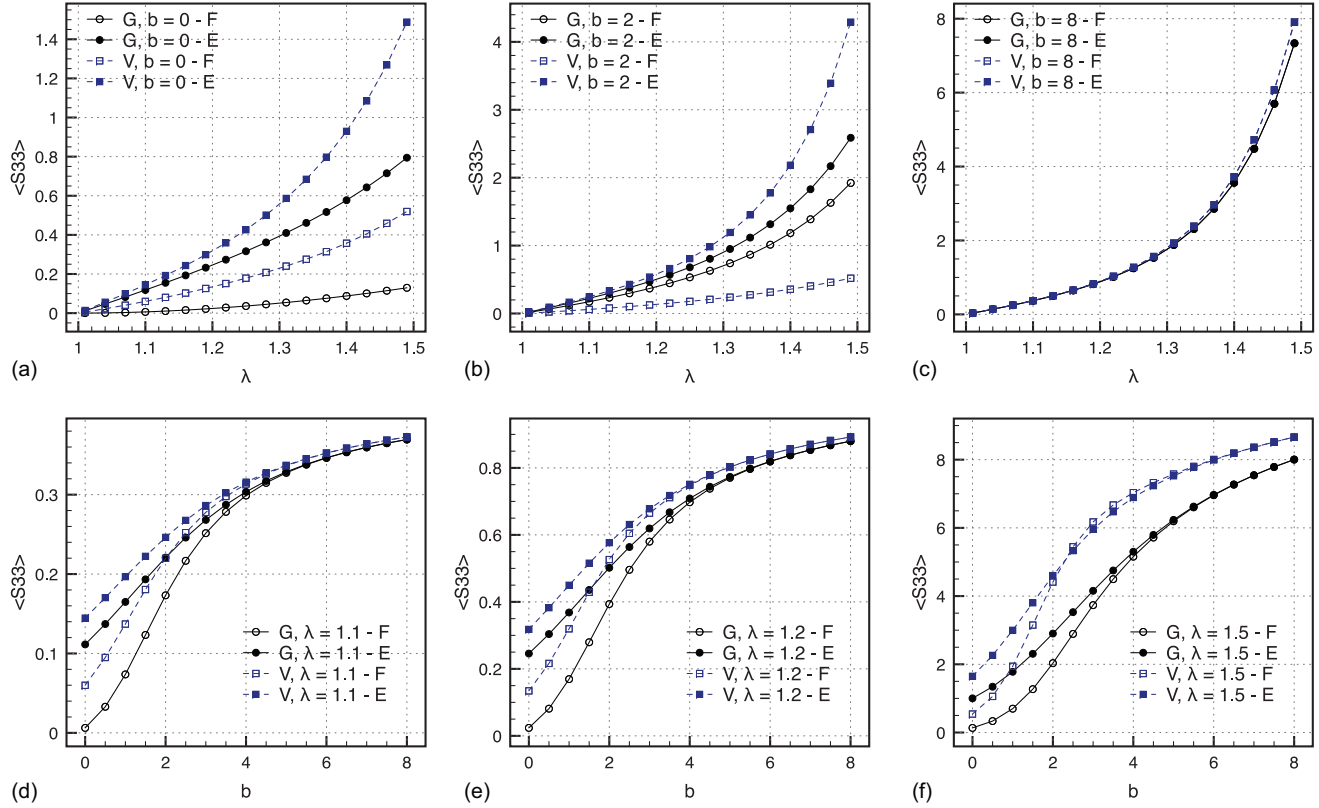 G, b = 0 - F
G, b = 0 - E
V, b = 0 - F
V, b = 0 - E
1.4
1.2
1
0.8
0.6
0.4
0.2
0
<S33>
1
1.1
1.2
1.3
1.4
1.5
(a)
λ
G, b = 2 - F
G, b = 2 - E
V, b = 2 - F
V, b = 2 - E
4
3
2
1
0
<S33>
1
1.1
1.2
1.3
1.4
1.5
(b)
λ
G, b = 8 - F
G, b = 8 - E
V, b = 8 - F
V, b = 8 - E
8
6
4
2
0
<S33>
1
1.1
1.2
1.3
1.4
1.5
(c)
λ
0.3
0.2
0.1
0
<S33>
G, λ = 1.1 - F
G, λ = 1.1 - E
V, λ = 1.1 - F
V, λ = 1.1 - E
0
2
4
6
8
(d)
b
0.8
0.6
0.4
0.2
0
<S33>
G, λ = 1.2 - F
G, λ = 1.2 - E
V, λ = 1.2 - F
V, λ = 1.2 - E
0
2
4
6
8
(e)
b
8
6
4
2
0
<S33>
G, λ = 1.5 - F
G, λ = 1.5 - E
V, λ = 1.5 - F
V, λ = 1.5 - E
0
2
4
6
8
(f)
b